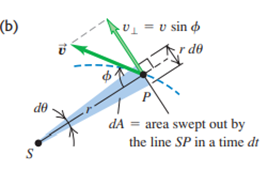 (b)
v⊥ = v sin ϕ
v⃗
r dθ
ϕ
P
dθ
r
dA = area swept out by
the line SP in a time dt
S